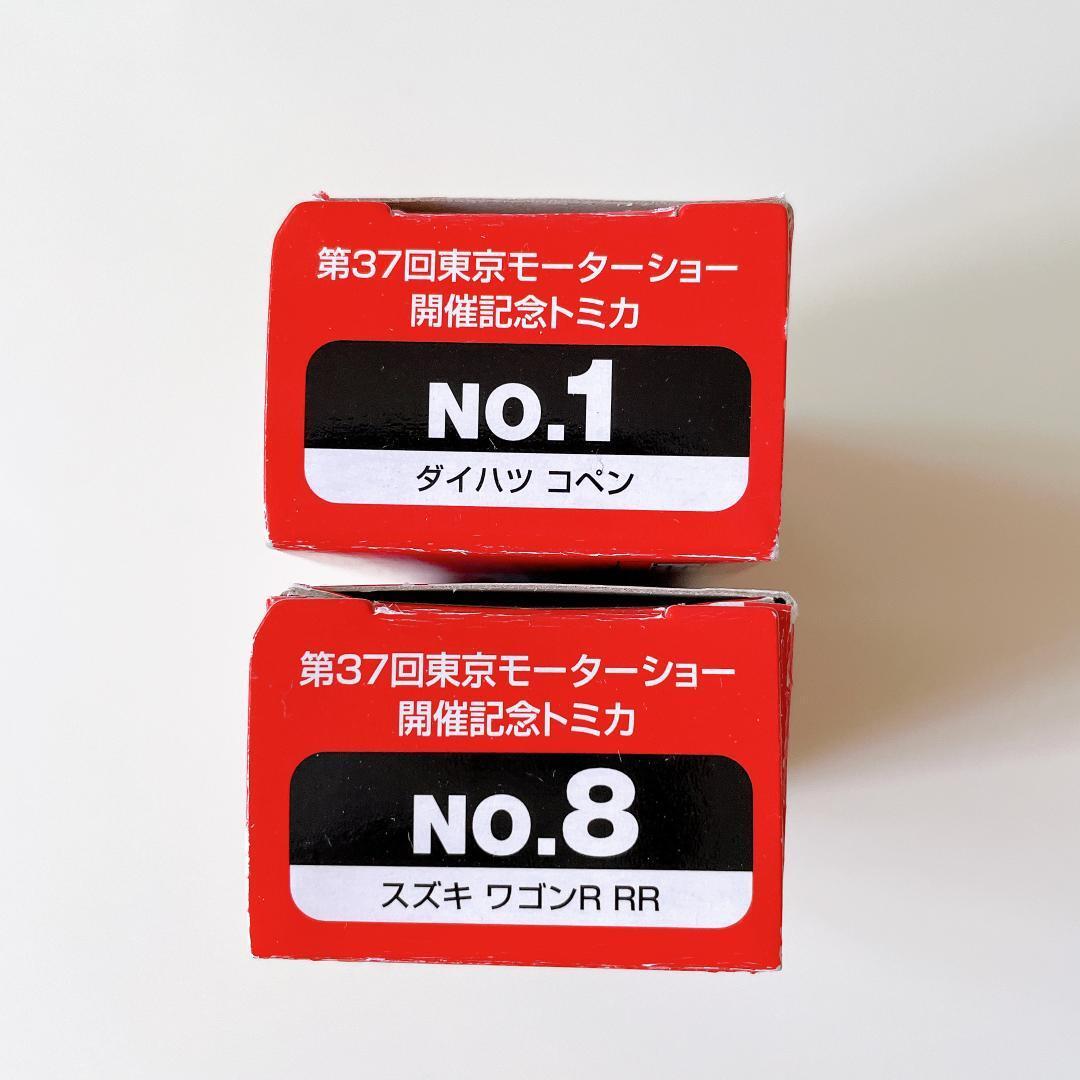 第37回東京モーターショー
開催記念トミカ
NO.1
ダイハツ コペン
第37回東京モーターショー
開催記念トミカ
NO.8
スズキ ワゴンR RR